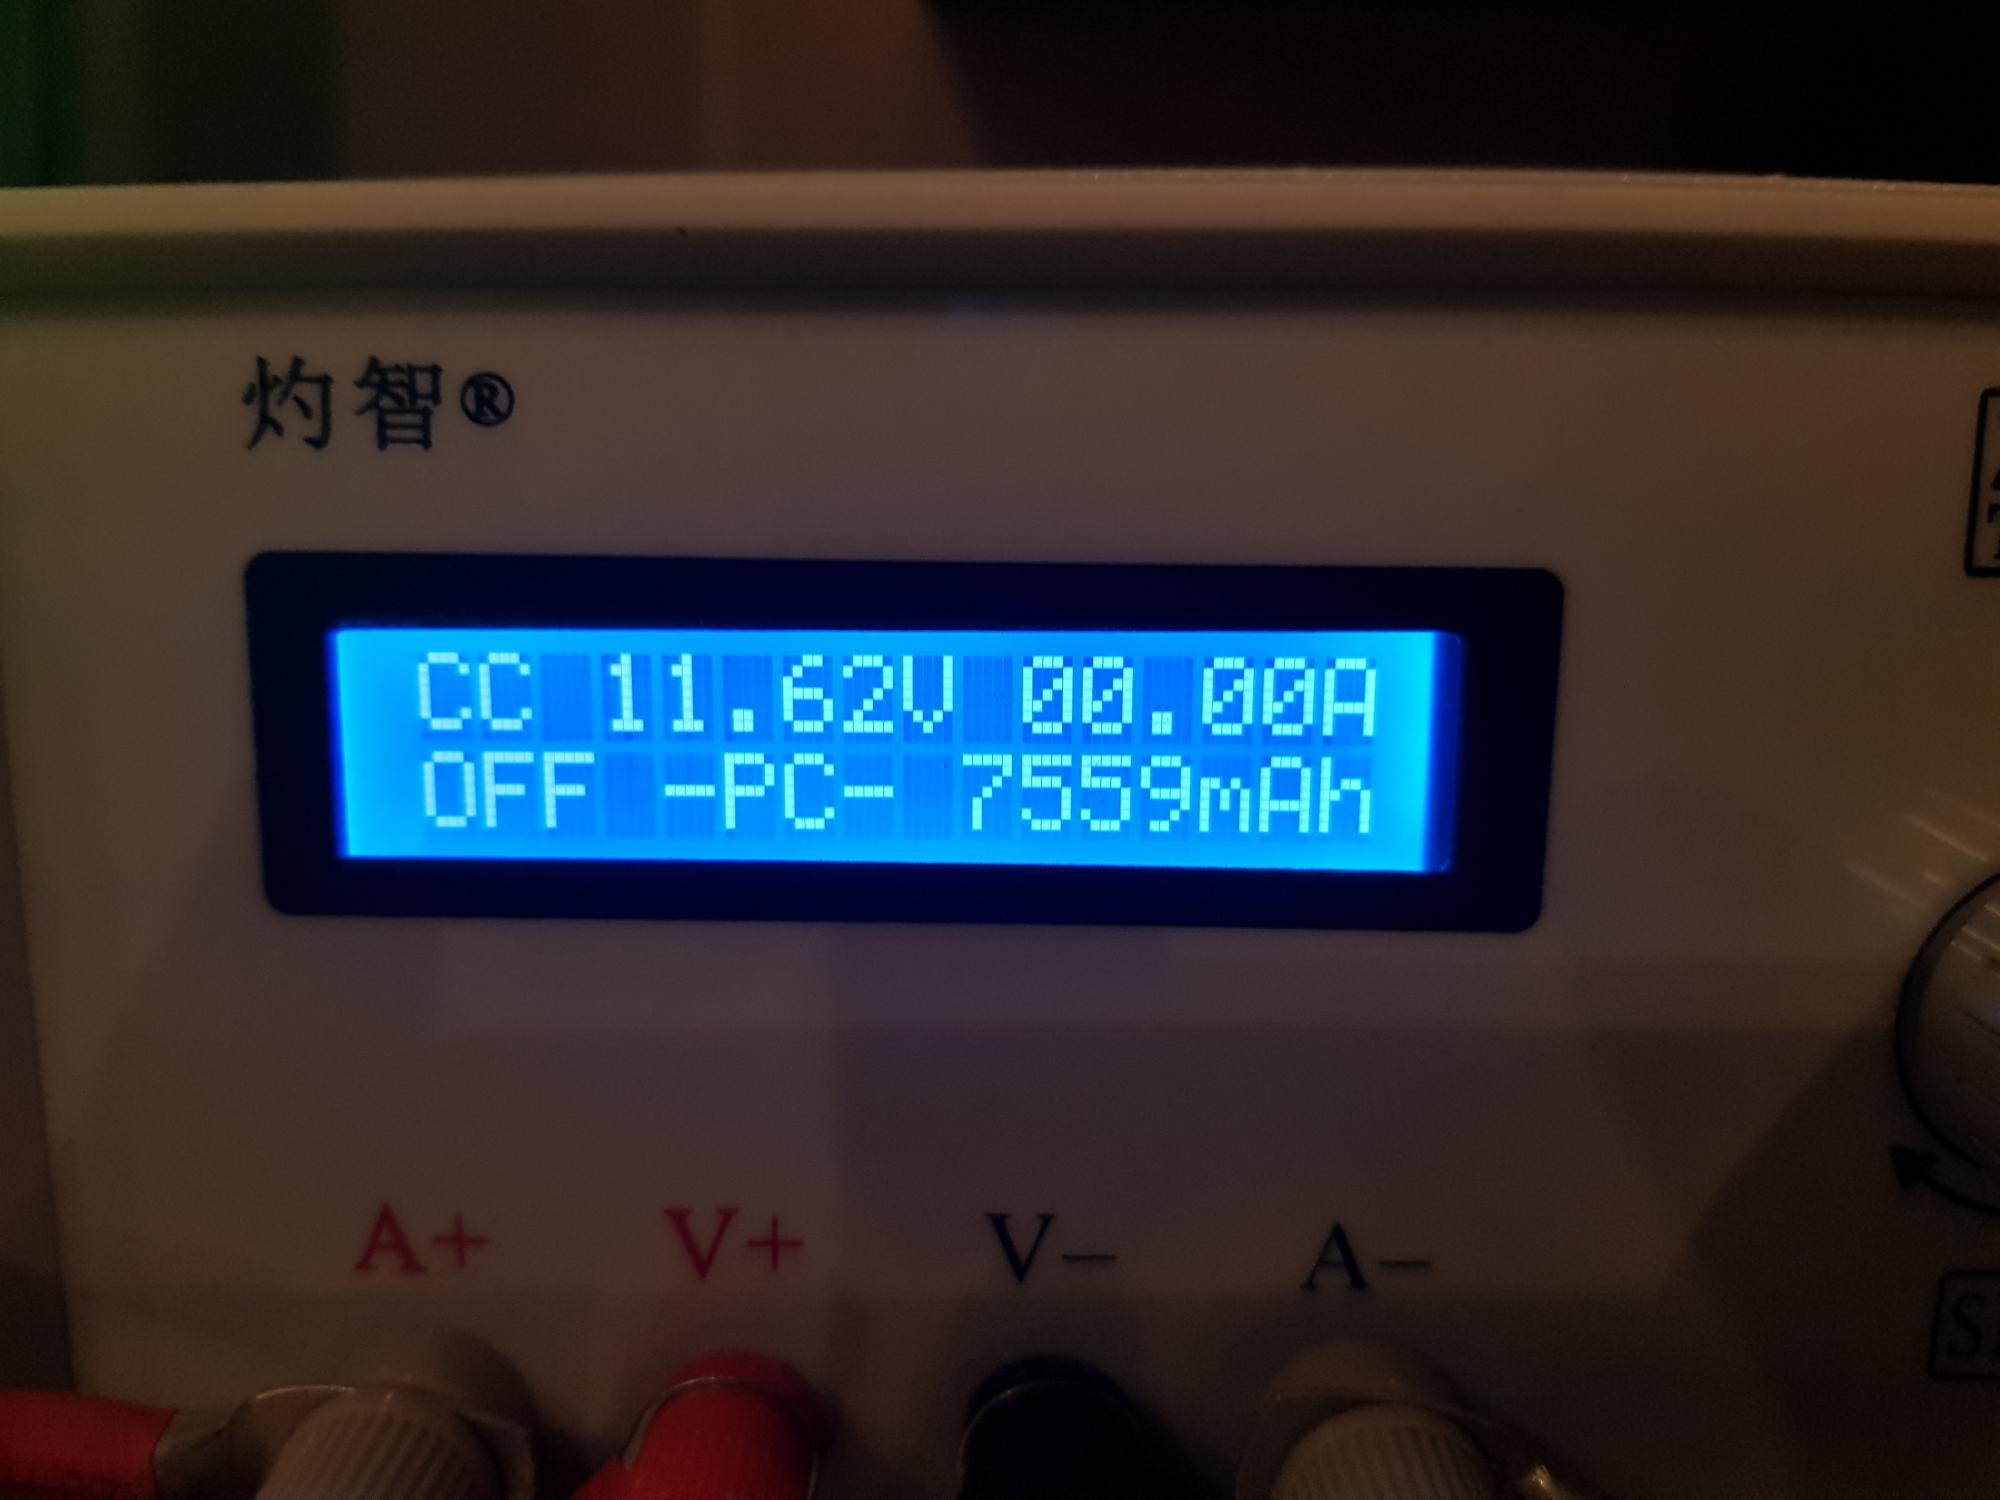 灼智®
CC 11.62V 00.00A
OFF -PC- 7559mAh
A+ V+ V− A−